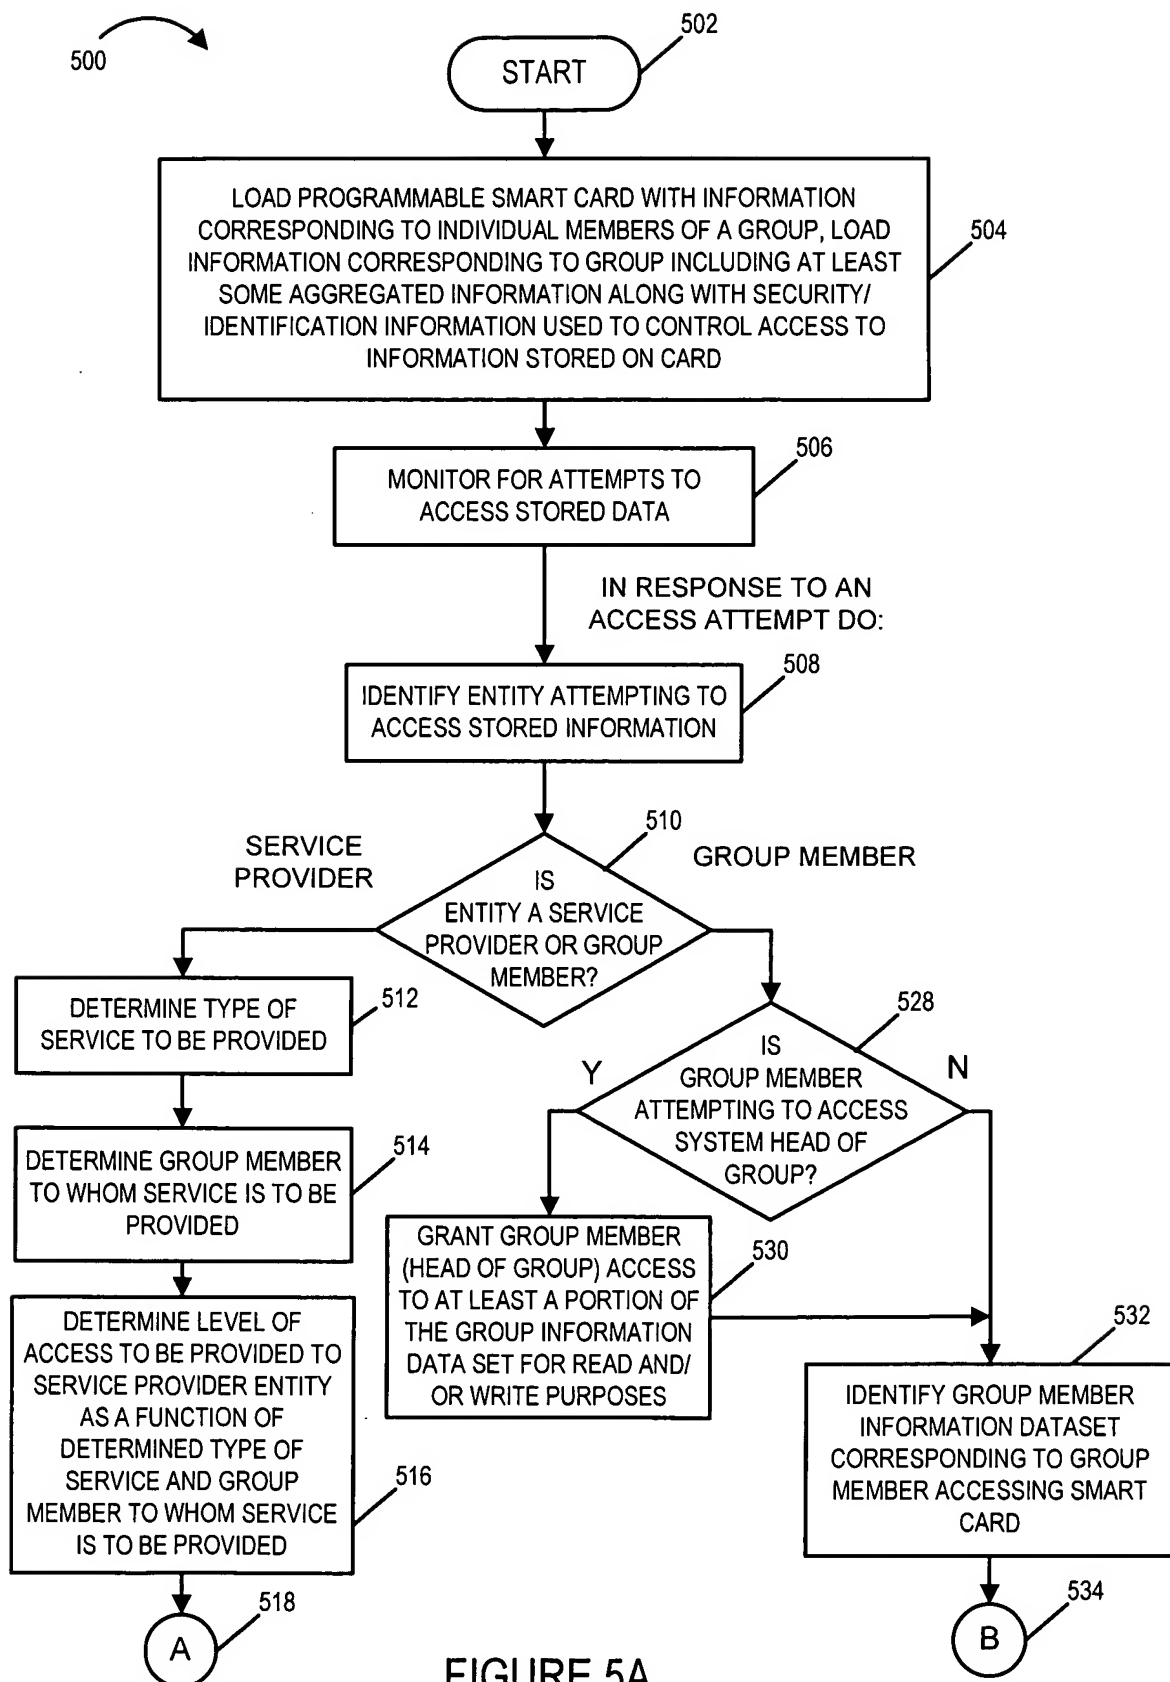 500
502
START
LOAD PROGRAMMABLE SMART CARD WITH INFORMATION
CORRESPONDING TO INDIVIDUAL MEMBERS OF A GROUP, LOAD
INFORMATION CORRESPONDING TO GROUP INCLUDING AT LEAST
SOME AGGREGATED INFORMATION ALONG WITH SECURITY/
IDENTIFICATION INFORMATION USED TO CONTROL ACCESS TO
INFORMATION STORED ON CARD
504
MONITOR FOR ATTEMPTS TO
ACCESS STORED DATA
506
IN RESPONSE TO AN
ACCESS ATTEMPT DO:
IDENTIFY ENTITY ATTEMPTING TO
ACCESS STORED INFORMATION
508
SERVICE
PROVIDER
510
GROUP MEMBER
IS
ENTITY A SERVICE
PROVIDER OR GROUP
MEMBER?
DETERMINE TYPE OF
SERVICE TO BE PROVIDED
512
DETERMINE GROUP MEMBER
TO WHOM SERVICE IS TO BE
PROVIDED
514
DETERMINE LEVEL OF
ACCESS TO BE PROVIDED TO
SERVICE PROVIDER ENTITY
AS A FUNCTION OF
DETERMINED TYPE OF
SERVICE AND GROUP
MEMBER TO WHOM SERVICE
IS TO BE PROVIDED
516
A
518
528
Y
N
IS
GROUP MEMBER
ATTEMPTING TO ACCESS
SYSTEM HEAD OF
GROUP?
GRANT GROUP MEMBER
(HEAD OF GROUP) ACCESS
TO AT LEAST A PORTION OF
THE GROUP INFORMATION
DATA SET FOR READ AND/
OR WRITE PURPOSES
530
532
IDENTIFY GROUP MEMBER
INFORMATION DATASET
CORRESPONDING TO GROUP
MEMBER ACCESSING SMART
CARD
B
534
FIGURE 5A